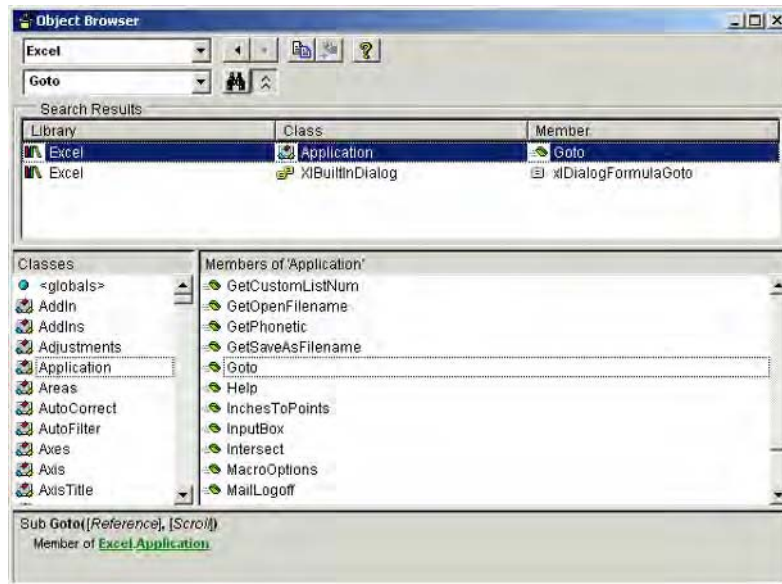 Object Browser
Excel
Goto
Search Results
Library Class Member
Excel Application Goto
Excel XlBuiltInDialog xlDialogFormulaGoto
Classes
<globals>
AddIn
AddIns
Adjustments
Application
Areas
AutoCorrect
AutoFilter
Axes
Axis
AxisTitle
Members of 'Application'
GetCustomListNum
GetOpenFilename
GetPhonetic
GetSaveAsFilename
Goto
Help
InchesToPoints
InputBox
Intersect
MacroOptions
MailLogoff
Sub Goto([Reference], [Scroll])
Member of Excel.Application